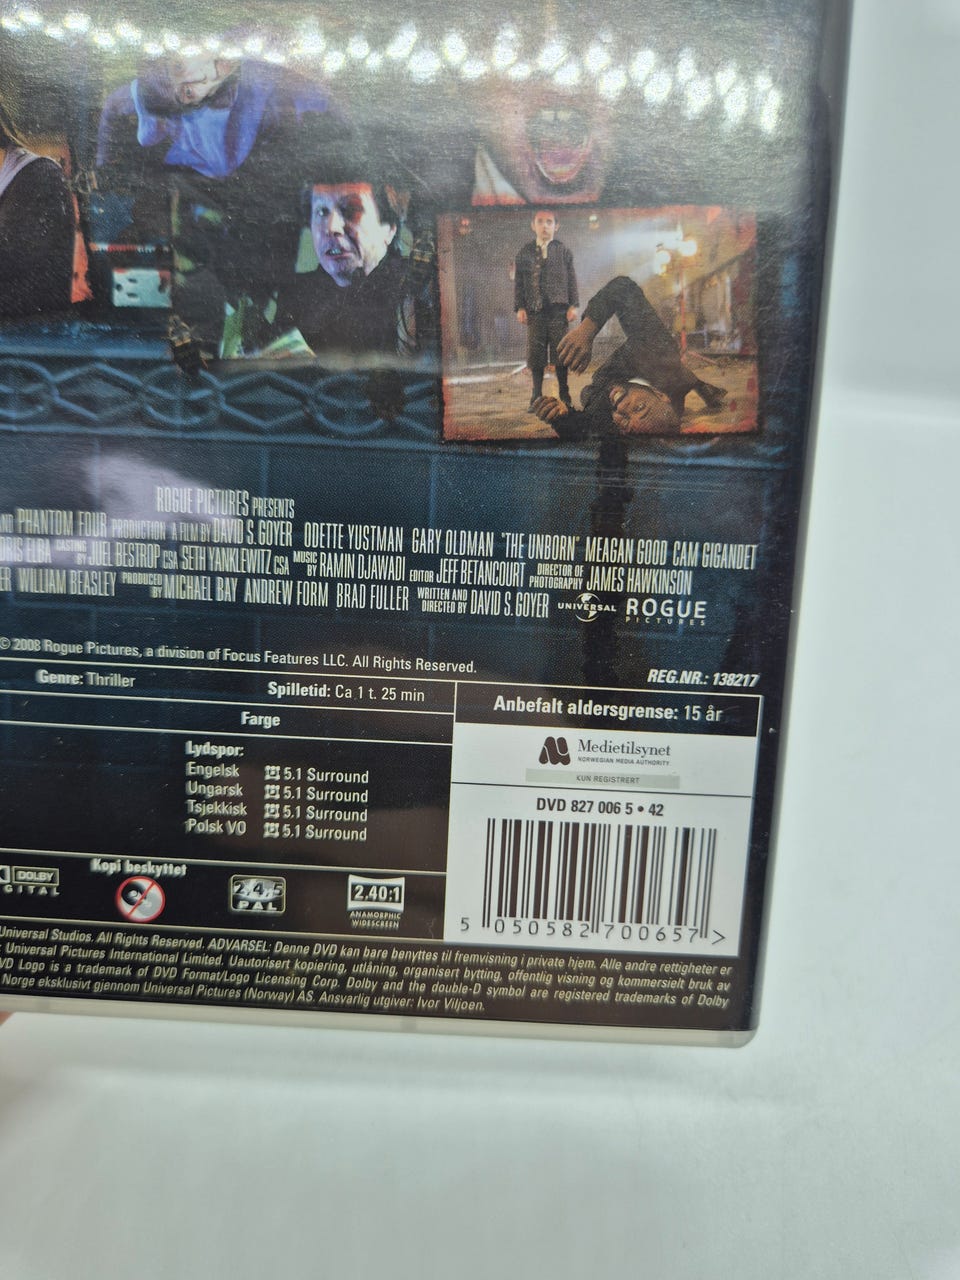 ROGUE PICTURES PRESENTS
PHANTOM FOUR PRODUCTION A FILM BY DAVID S. GOYER ODETTE YUSTMAN GARY OLDMAN "THE UNBORN" MEAGAN GOOD CAM GIGANDET
ELBA CASTING BY JOEL BESTROP CSA SETH YANKLEWITZ CSA MUSIC BY RAMIN DJAWADI EDITOR JEFF BETANCOURT DIRECTOR OF PHOTOGRAPHY JAMES HAWKINSON
WILLIAM BEASLEY PRODUCED BY MICHAEL BAY ANDREW FORM BRAD FULLER WRITTEN AND DIRECTED BY DAVID S. GOYER UNIVERSAL ROGUE PICTURES
© 2008 Rogue Pictures, a division of Focus Features LLC. All Rights Reserved.
REG.NR.: 138217
Genre: Thriller
Spilletid: Ca 1 t. 25 min
Farge
Lydspor:
Engelsk 5.1 Surround
Ungarsk 5.1 Surround
Tsjekkisk 5.1 Surround
Polsk VO 5.1 Surround
Anbefalt aldersgrense: 15 år
Medietilsynet
NORWEGIAN MEDIA AUTHORITY
KUN REGISTRERT
DVD 827 006 5 • 42
5 050582 700657 >
DOLBY
GITAL
Kopi beskyttet
2,4,5
PAL
2.40:1
ANAMORPHIC
WIDESCREEN
Universal Studios. All Rights Reserved. ADVARSEL: Denne DVD kan bare benyttes til fremvisning i private hjem. Alle andre rettigheter er
Universal Pictures International Limited. Uautorisert kopiering, utlåning, organisert bytting, offentlig visning og kommersielt bruk av
VD Logo is a trademark of DVD Format/Logo Licensing Corp. Dolby and the double-D symbol are registered trademarks of Dolby
Norge eksklusivt gjennom Universal Pictures (Norway) AS. Ansvarlig utgiver: Ivor Viljoen.